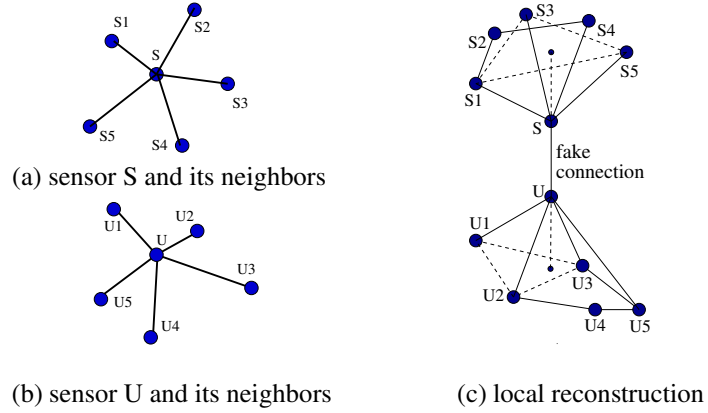 S1
S2
S
S3
S5
S4
(a) sensor S and its neighbors
U1
U2
U
U3
U5
U4
(b) sensor U and its neighbors
S3
S4
S2
S5
S1
S
fake
connection
U
U1
U3
U2
U4
U5
(c) local reconstruction